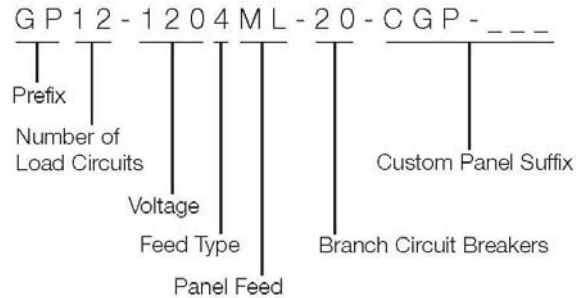 GP12-1204ML-20-CGP-___
Prefix
Number of
Load Circuits
Custom Panel Suffix
Voltage
Feed Type
Branch Circuit Breakers
Panel Feed